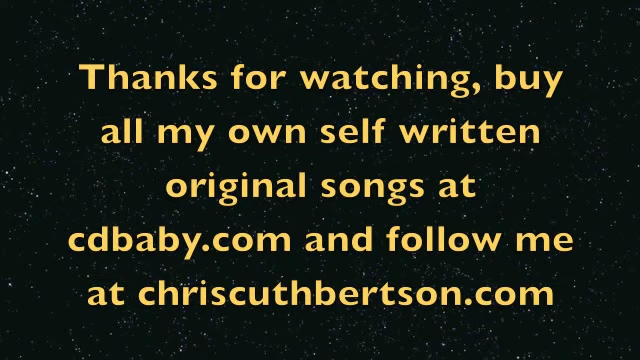 Thanks for watching, buy
all my own self written
original songs at
cdbaby.com and follow me
at chriscuthbertson.com